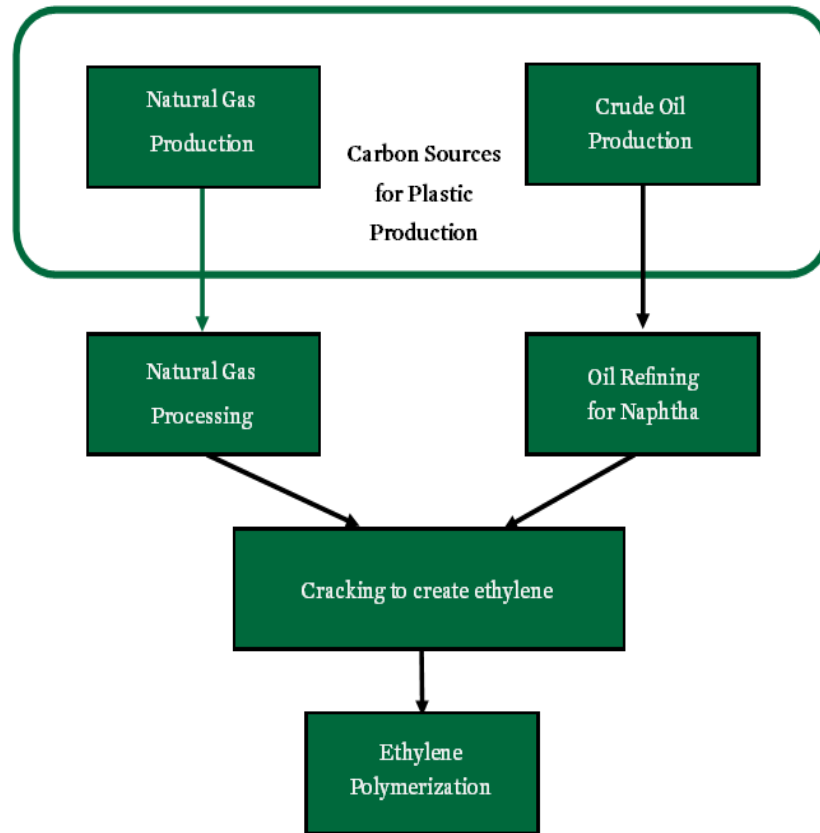 Natural Gas
Production
Crude Oil
Production
Carbon Sources
for Plastic
Production
Natural Gas
Processing
Oil Refining
for Naphtha
Cracking to create ethylene
Ethylene
Polymerization